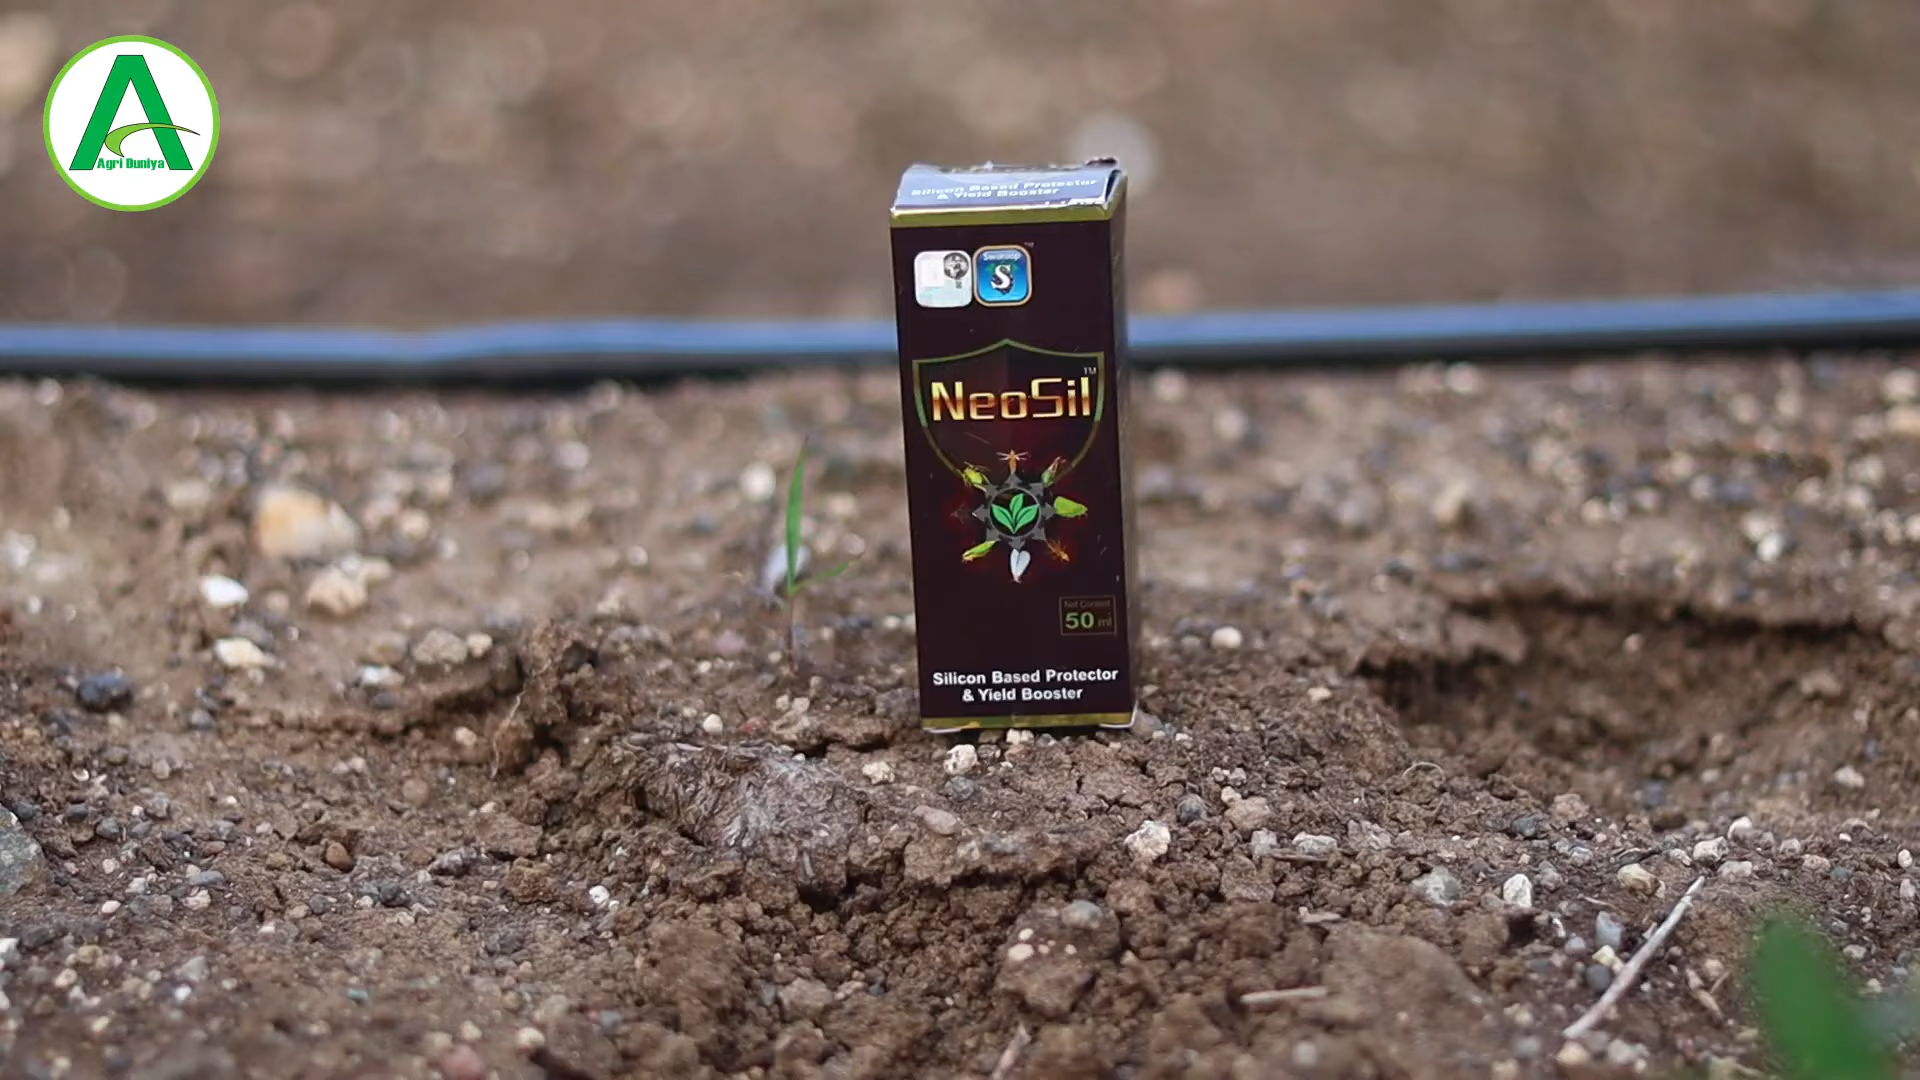 Agri Duniya
Silicon Based Protector
& Yield Booster
Swaroop
S
TM
NeoSil
TM
Net Content
50 ml
Silicon Based Protector
& Yield Booster